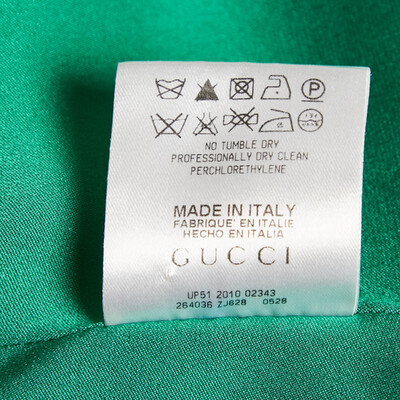 P
NO TUMBLE DRY
PROFESSIONALLY DRY CLEAN
PERCHLORETHYLENE
MADE IN ITALY
FABRIQUE' EN ITALIE
HECHO EN ITALIA
GUCCI
UP51 2010 02343
264036 ZJ628 0528